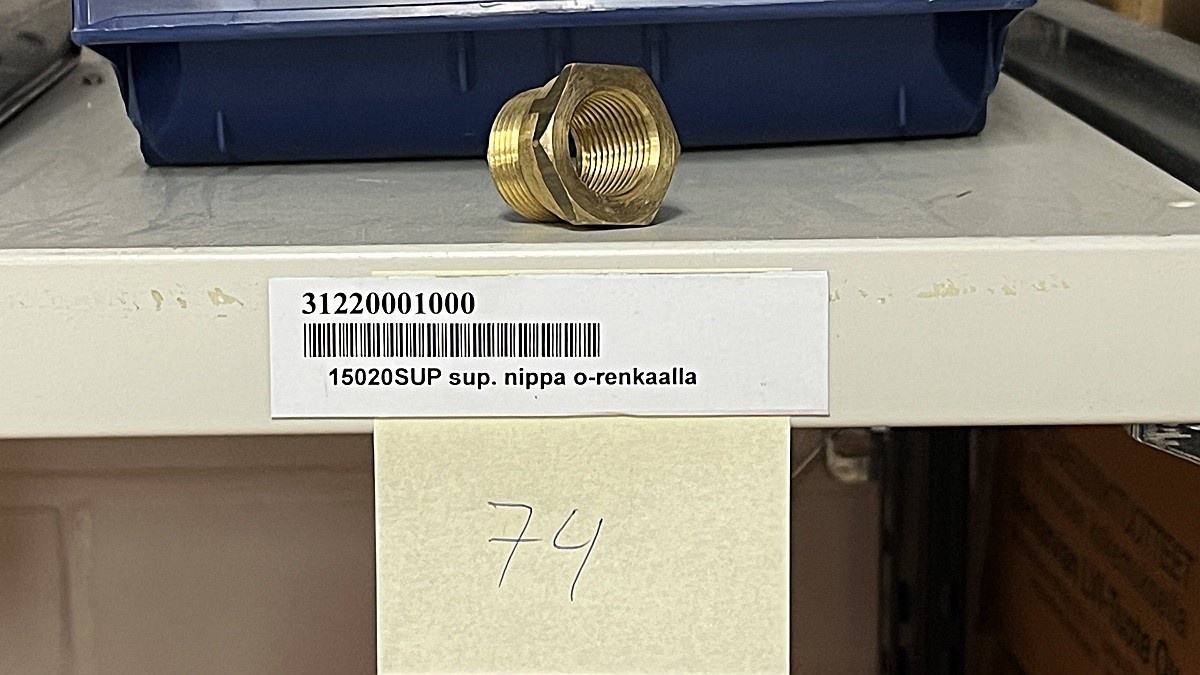 31220001000
15020SUP sup. nippa o-renkaalla
74